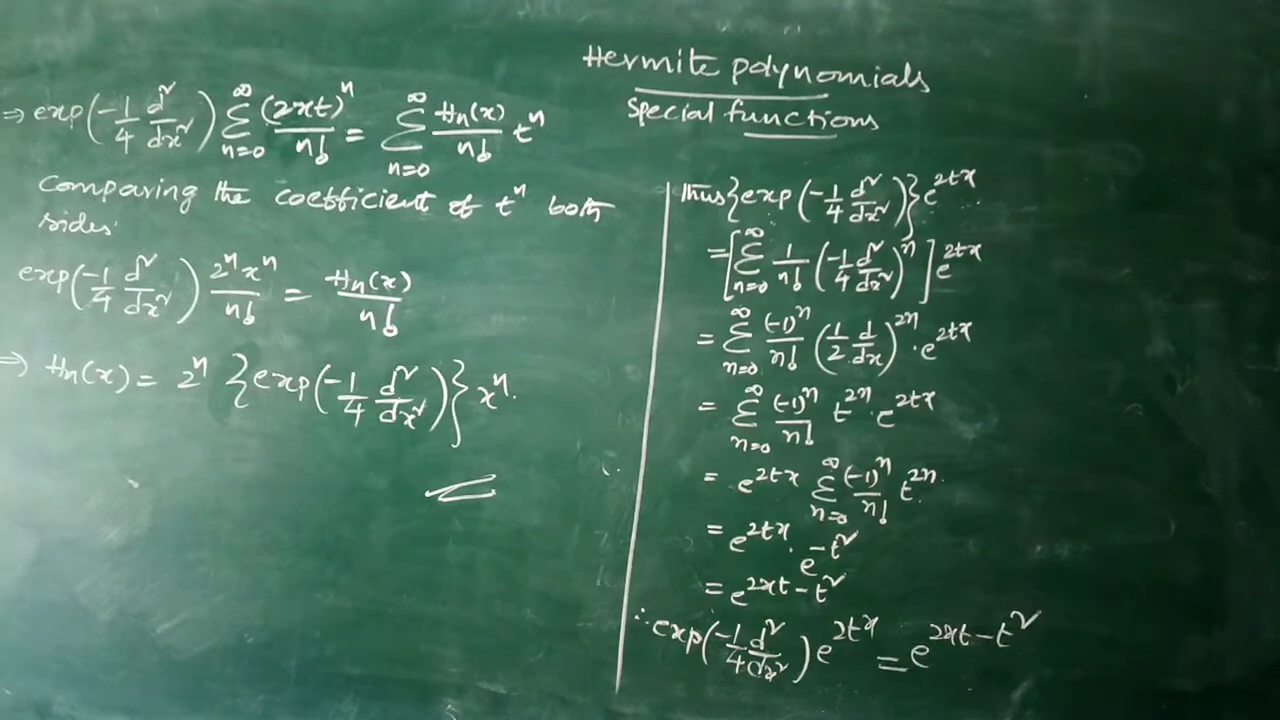 Hermite polynomials
Special functions
⇒ exp(-1/4 d²/dx²) Σ_{n=0}^{∞} (2xt)^n/n! = Σ_{n=0}^{∞} H_n(x)/n! t^n
Comparing the coefficient of t^n both
sides.
exp(-1/4 d²/dx²) 2^n x^n/n! = H_n(x)/n!
⇒ H_n(x) = 2^n {exp(-1/4 d²/dx²)} x^n.
Thus {exp(-1/4 d²/dx²)} e^{2tx}
= [Σ_{n=0}^{∞} 1/n! (-1/4 d²/dx²)^n] e^{2tx}
= Σ_{n=0}^{∞} (-1)^n/n! (1/2 d/dx)^{2n} · e^{2tx}
= Σ_{n=0}^{∞} (-1)^n/n! t^{2n} · e^{2tx}
= e^{2tx} Σ_{n=0}^{∞} (-1)^n/n! t^{2n}.
= e^{2tx} · e^{-t²}
= e^{2xt-t²}
∴ exp(-1/4 d²/dx²) e^{2tx} = e^{2xt-t²}